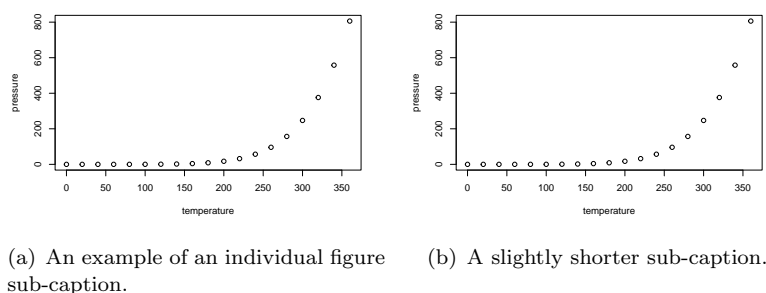 800
600
400
200
0
pressure
0 50 100 150 200 250 300 350
temperature
(a) An example of an individual figure
sub-caption.
800
600
400
200
0
pressure
0 50 100 150 200 250 300 350
temperature
(b) A slightly shorter sub-caption.